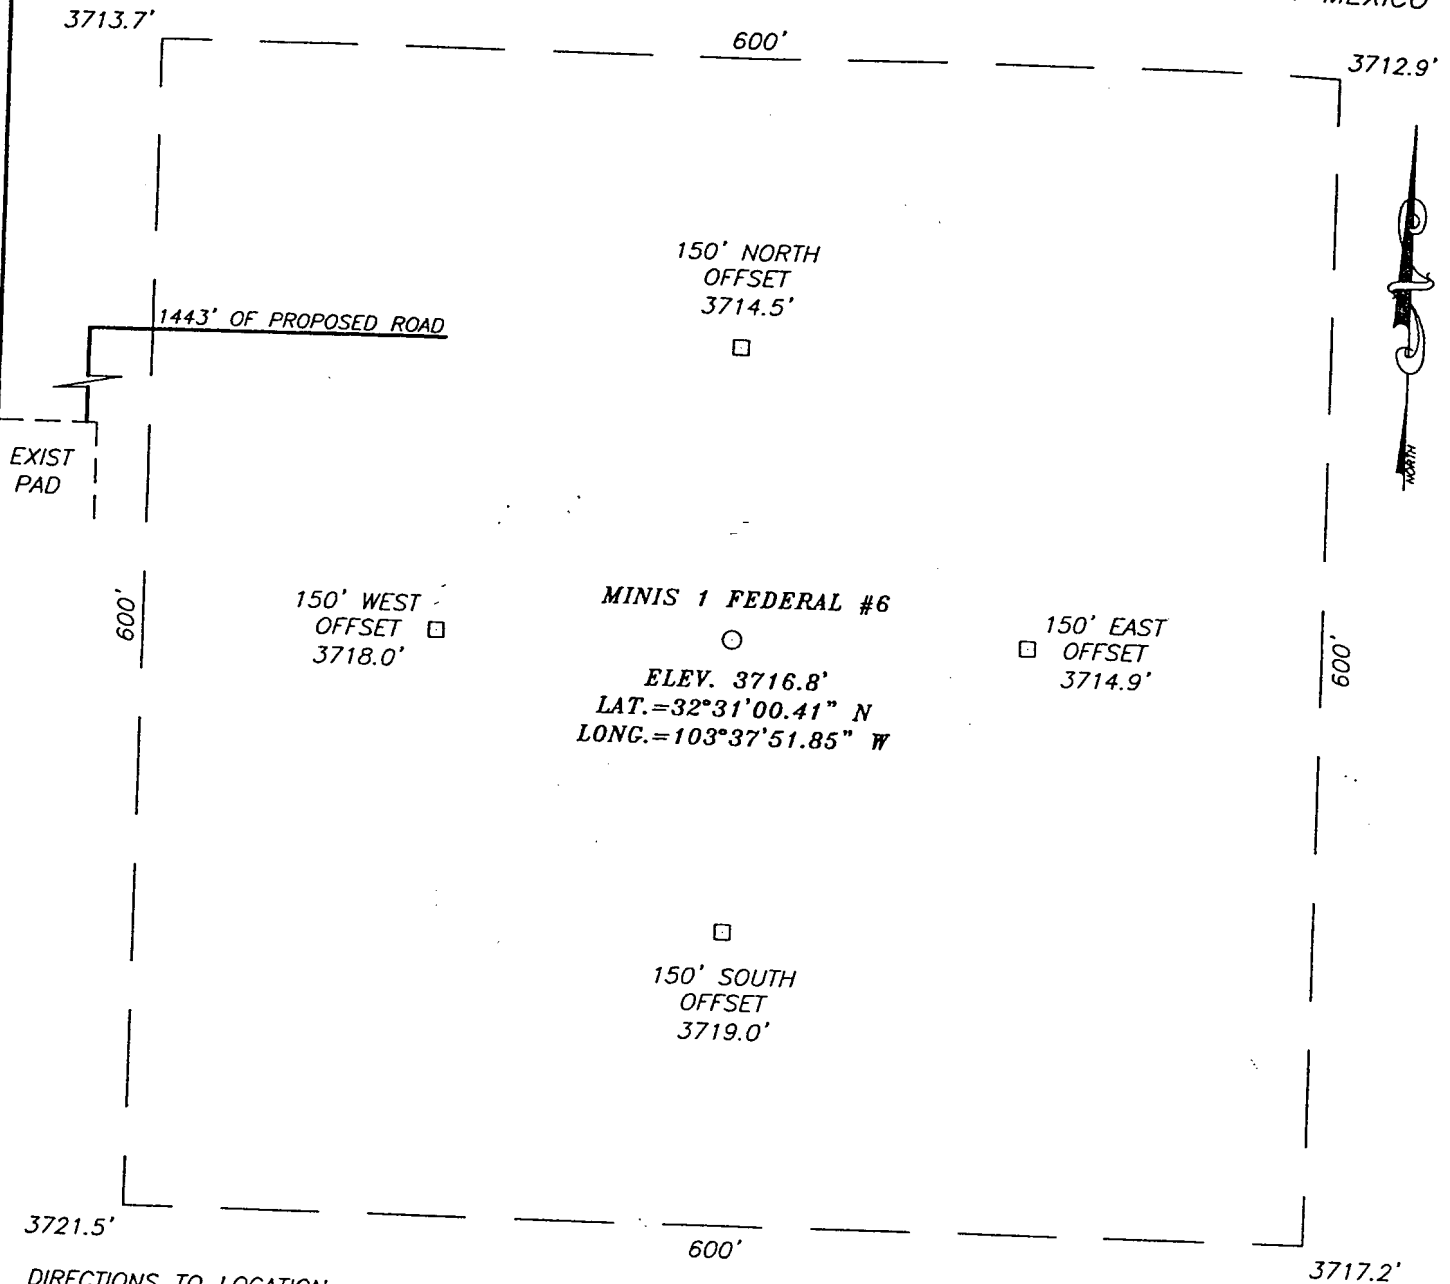 MEXICO
3713.7'
600'
3712.9'
150' NORTH
OFFSET
3714.5'
1443' OF PROPOSED ROAD
EXIST
PAD
NORTH
600'
150' WEST
OFFSET
3718.0'
MINIS 1 FEDERAL #6
ELEV. 3716.8'
LAT.=32°31'00.41" N
LONG.=103°37'51.85" W
150' EAST
OFFSET
3714.9'
600'
150' SOUTH
OFFSET
3719.0'
3721.5'
600'
3717.2'
DIRECTIONS TO LOCATION